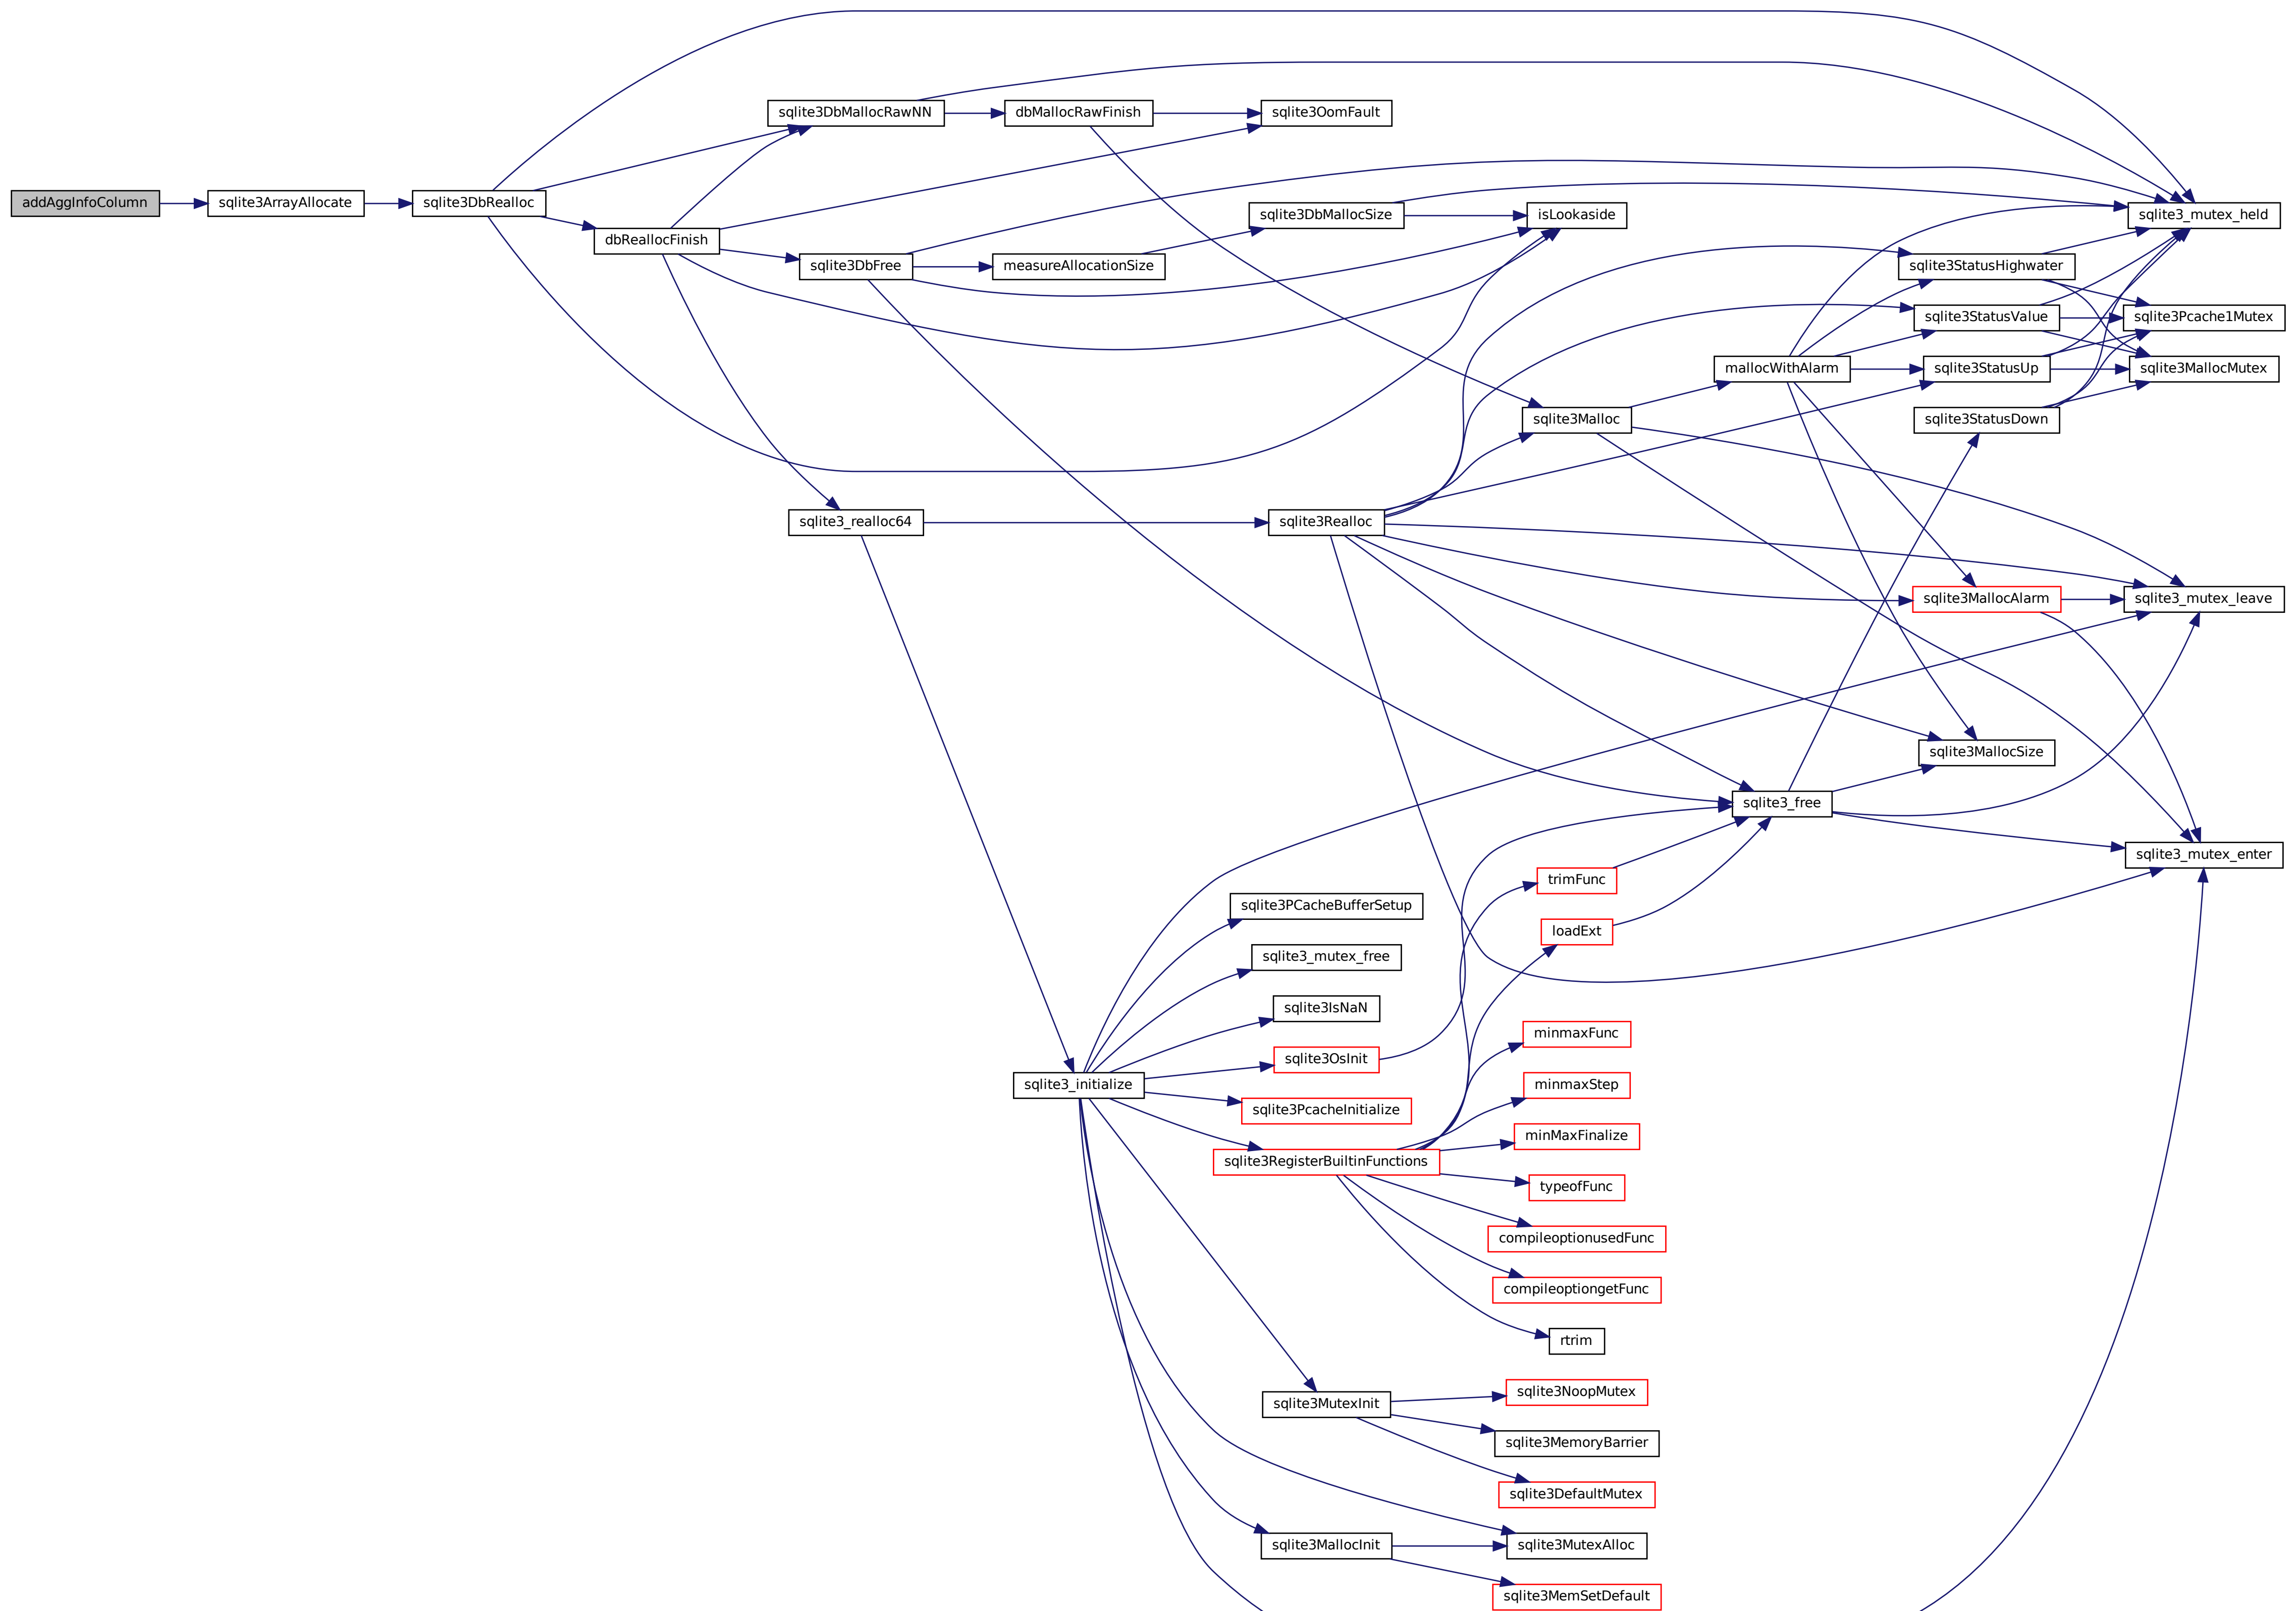 addAggInfoColumn
sqlite3ArrayAllocate
sqlite3DbRealloc
dbReallocFinish
sqlite3DbMallocRawNN
sqlite3DbFree
sqlite3_realloc64
dbMallocRawFinish
measureAllocationSize
sqlite3_initialize
sqlite3OomFault
sqlite3DbMallocSize
sqlite3Realloc
sqlite3PCacheBufferSetup
sqlite3_mutex_free
sqlite3IsNaN
sqlite3OsInit
sqlite3PcacheInitialize
sqlite3RegisterBuiltinFunctions
sqlite3MutexInit
sqlite3MallocInit
isLookaside
sqlite3Malloc
trimFunc
loadExt
minmaxFunc
minmaxStep
minMaxFinalize
typeofFunc
compileoptionusedFunc
compileoptiongetFunc
rtrim
sqlite3NoopMutex
sqlite3MemoryBarrier
sqlite3DefaultMutex
sqlite3MutexAlloc
sqlite3MemSetDefault
mallocWithAlarm
sqlite3_free
sqlite3StatusHighwater
sqlite3StatusValue
sqlite3StatusUp
sqlite3StatusDown
sqlite3MallocAlarm
sqlite3MallocSize
sqlite3_mutex_held
sqlite3Pcache1Mutex
sqlite3MallocMutex
sqlite3_mutex_leave
sqlite3_mutex_enter